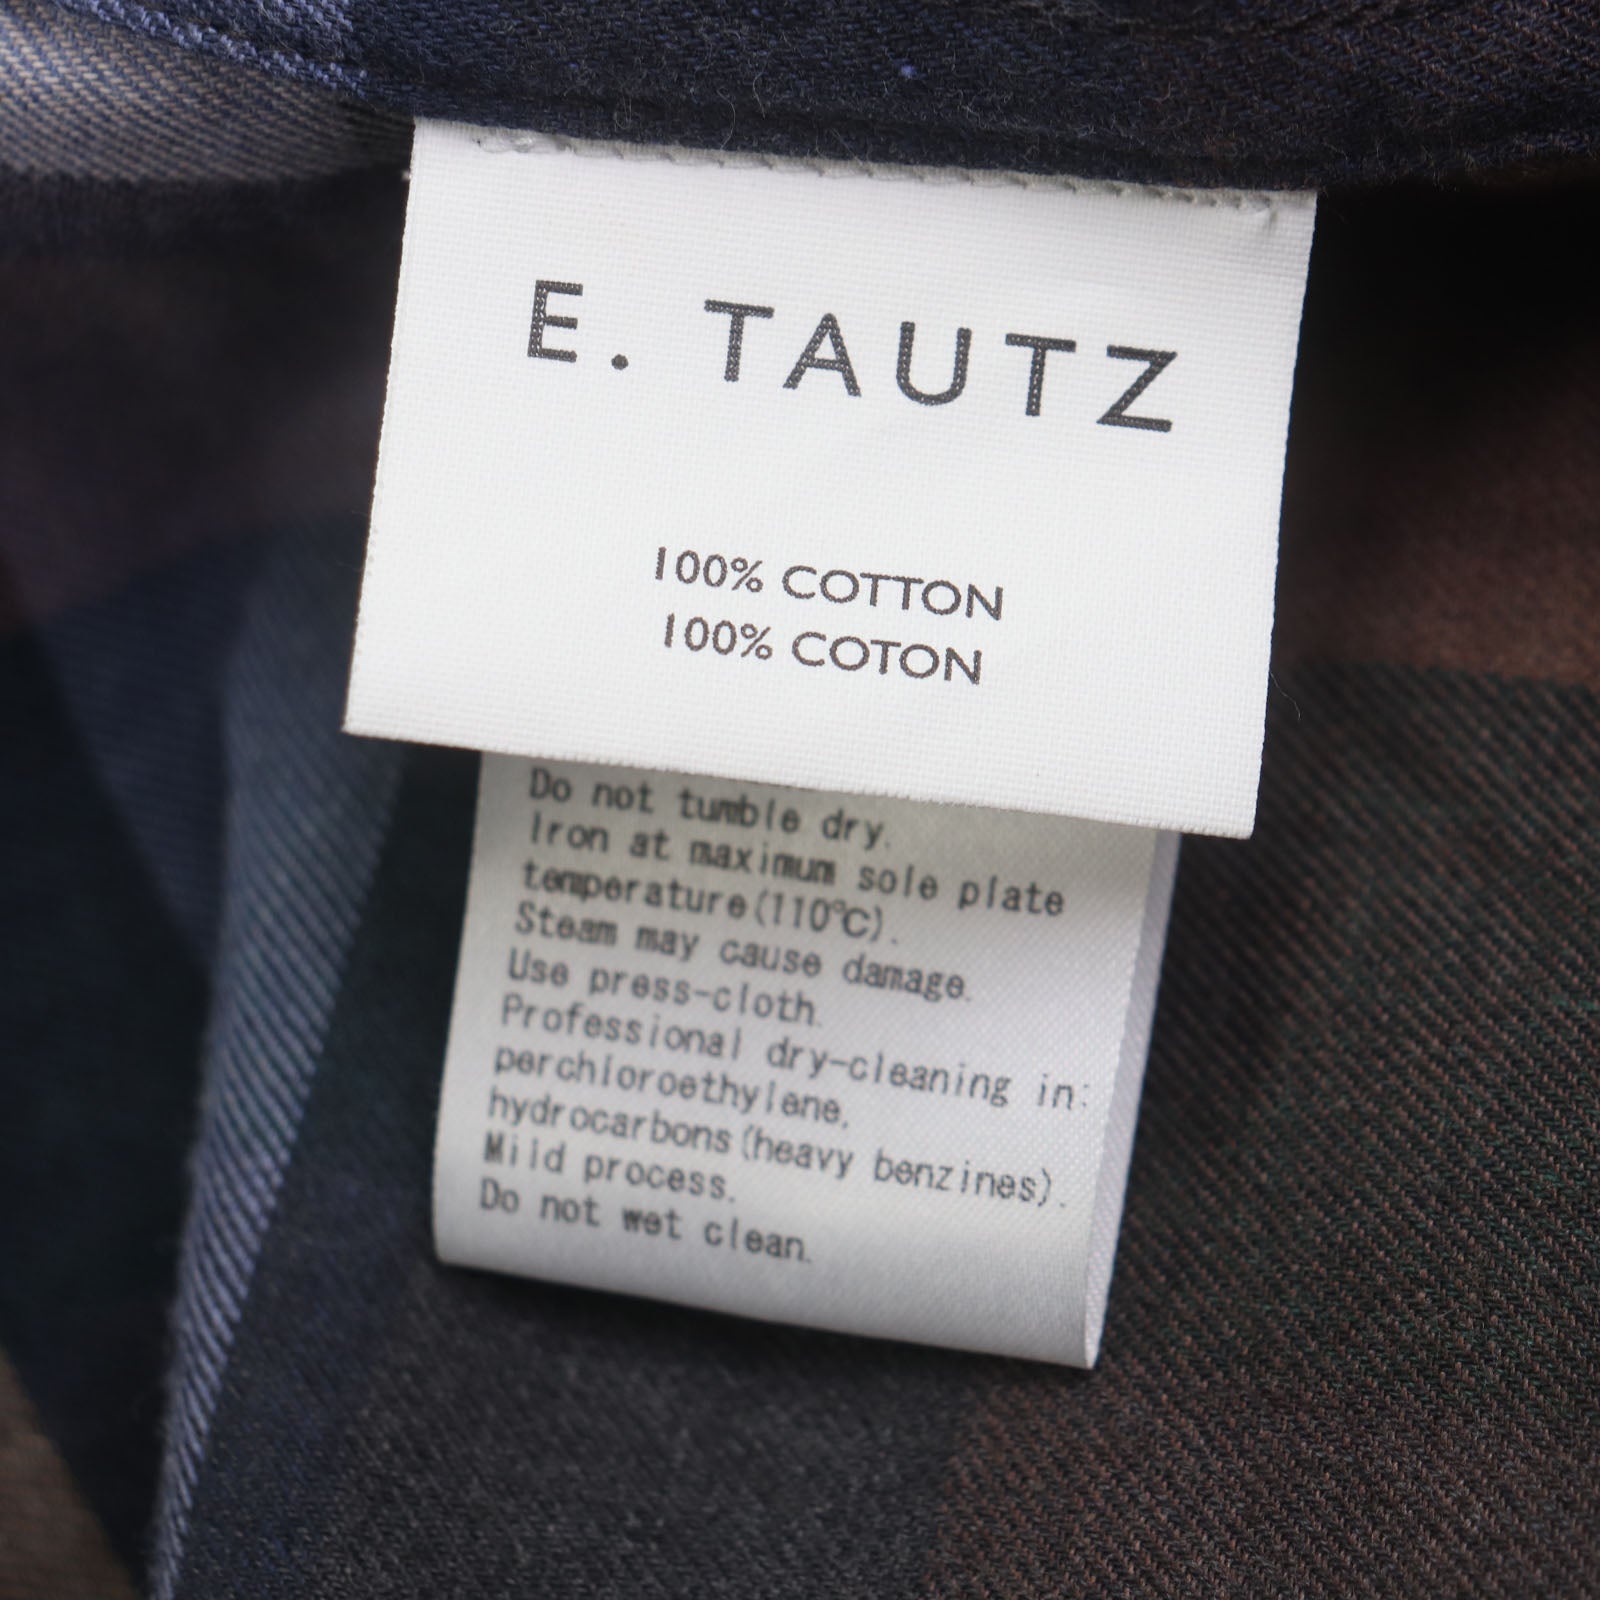 E. TAUTZ
100% COTTON
100% COTON
Do not tumble dry.
Iron at maximum sole plate
temperature(110℃).
Steam may cause damage.
Use press-cloth.
Professional dry-cleaning in:
perchloroethylene,
hydrocarbons(heavy benzines).
Mild process.
Do not wet clean.